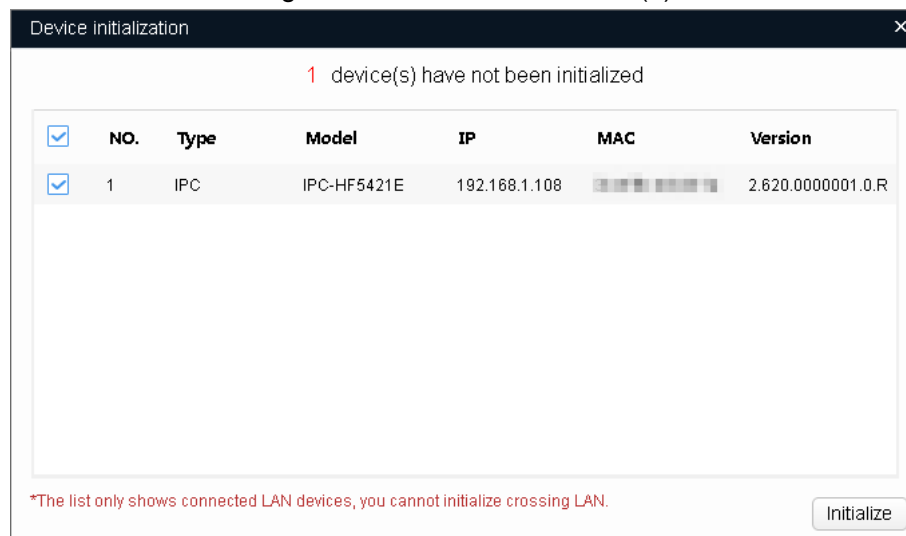 Device initialization
1 device(s) have not been initialized
NO. Type Model IP MAC Version
1 IPC IPC-HF5421E 192.168.1.108 2.620.0000001.0.R
*The list only shows connected LAN devices, you cannot initialize crossing LAN.
Initialize